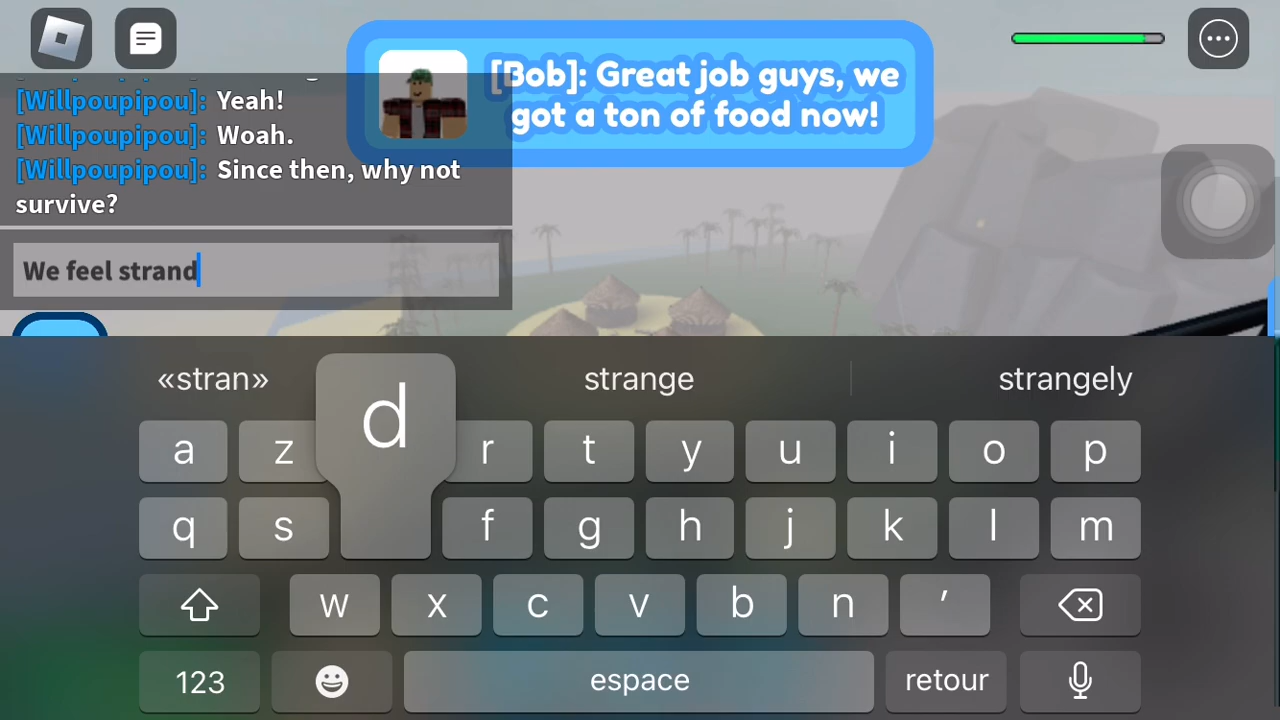 [Bob]: Great job guys, we
got a ton of food now!
[Willpoupipou]: Yeah!
[Willpoupipou]: Woah.
[Willpoupipou]: Since then, why not
survive?
We feel strand
«stran» strange strangely
d
a z r t y u i o p
q s f g h j k l m
w x c v b n ’
123 espace retour